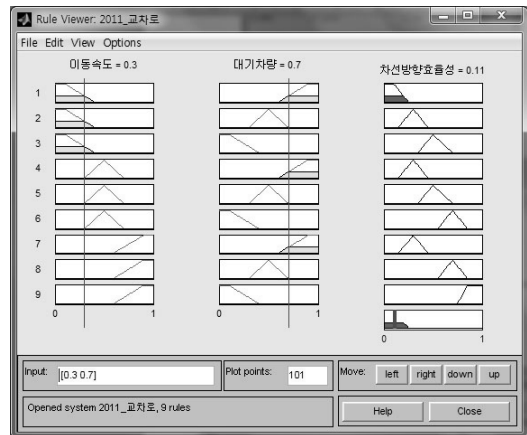 Rule Viewer: 2011_교차로
File Edit View Options
이동속도 = 0.3
대기차량 = 0.7
차선방향효율성 = 0.11
1
2
3
4
5
6
7
8
9
0 1
0 1
0 1
Input: [0.3 0.7]
Plot points: 101
Move: left right down up
Opened system 2011_교차로, 9 rules
Help Close